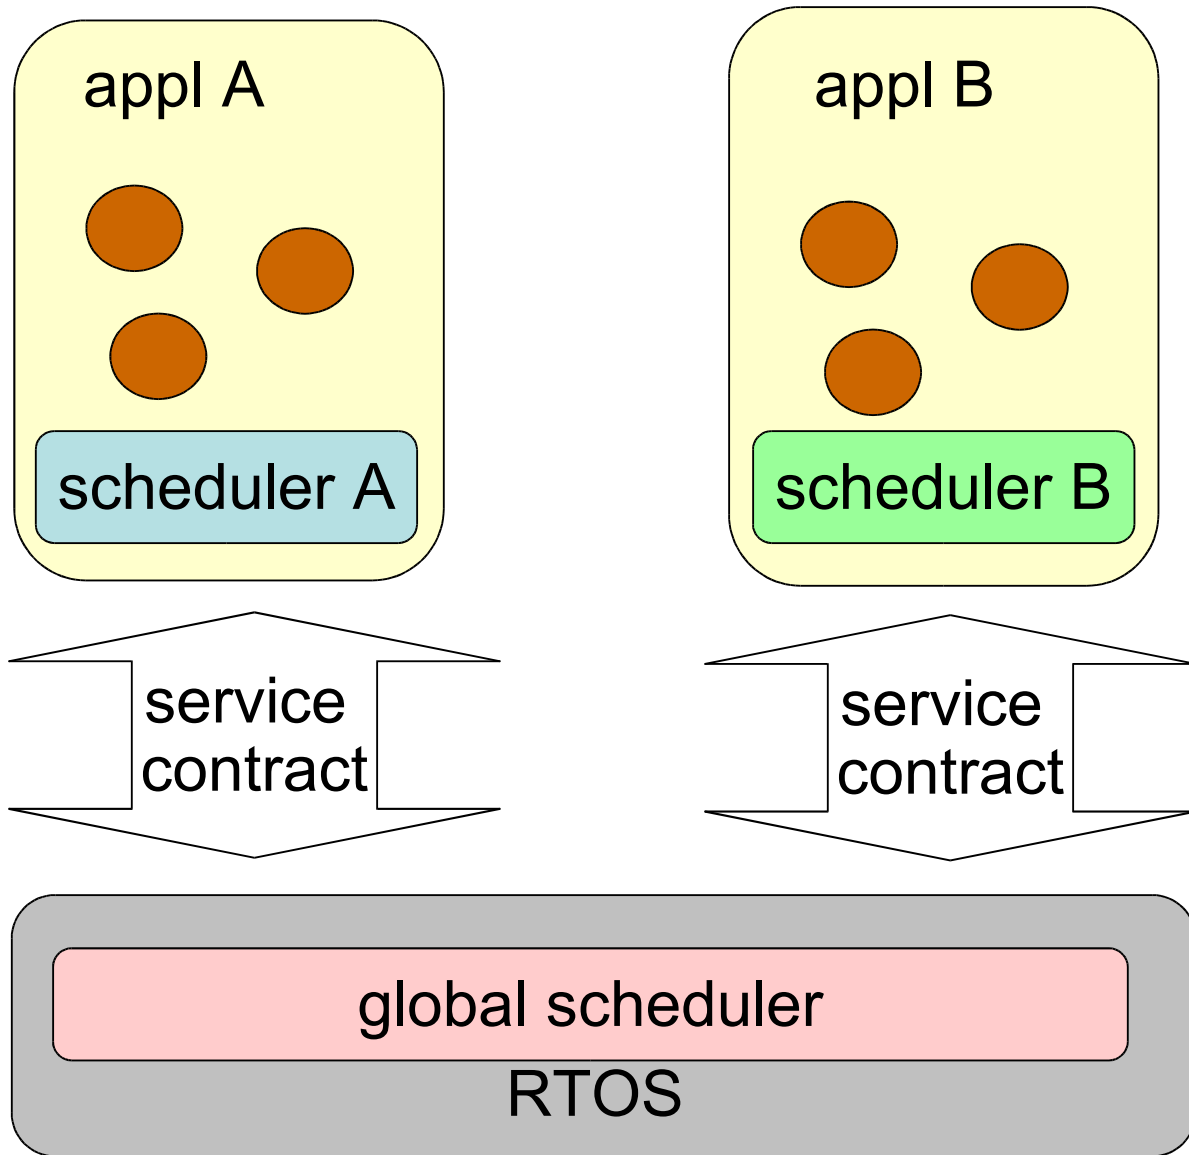 appl A
appl B
scheduler A
scheduler B
service
contract
service
contract
global scheduler
RTOS